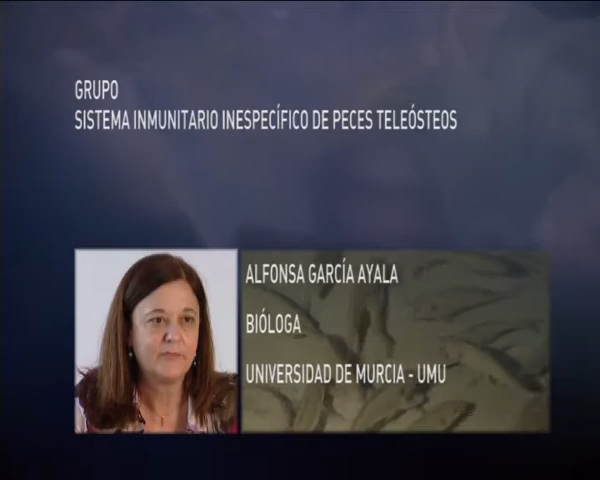 GRUPO
SISTEMA INMUNITARIO INESPECÍFICO DE PECES TELEÓSTEOS
ALFONSA GARCÍA AYALA
BIÓLOGA
UNIVERSIDAD DE MURCIA - UMU